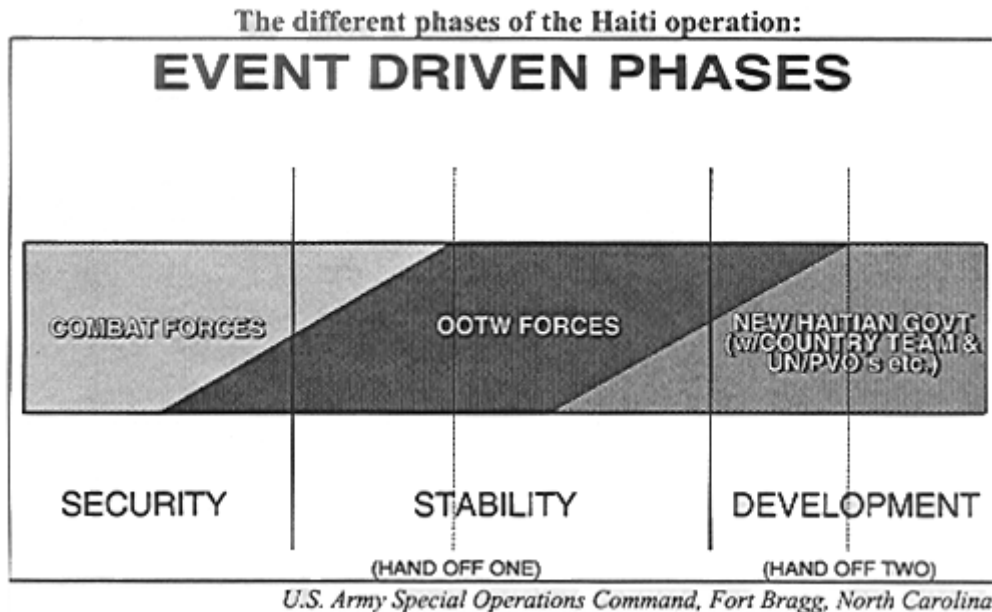 The different phases of the Haiti operation:
EVENT DRIVEN PHASES
COMBAT FORCES
OOTW FORCES
NEW HAITIAN GOVT
(w/COUNTRY TEAM &
UN/PVO's etc.)
SECURITY
STABILITY
DEVELOPMENT
(HAND OFF ONE)
(HAND OFF TWO)
U.S. Army Special Operations Command, Fort Bragg, North Carolina